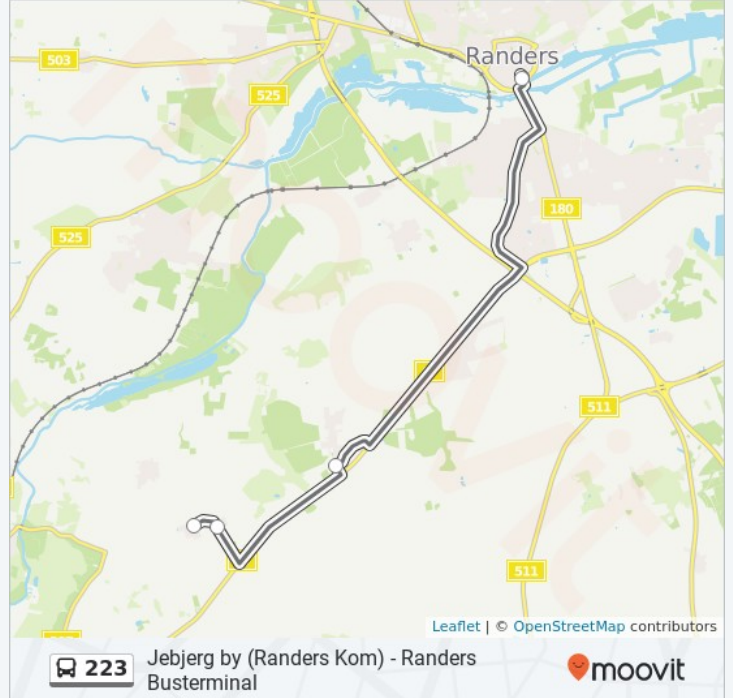 Randers
503
525
180
525
511
511
Leaflet | © OpenStreetMap contributors
223
Jebjerg by (Randers Kom) - Randers
Busterminal
moovit